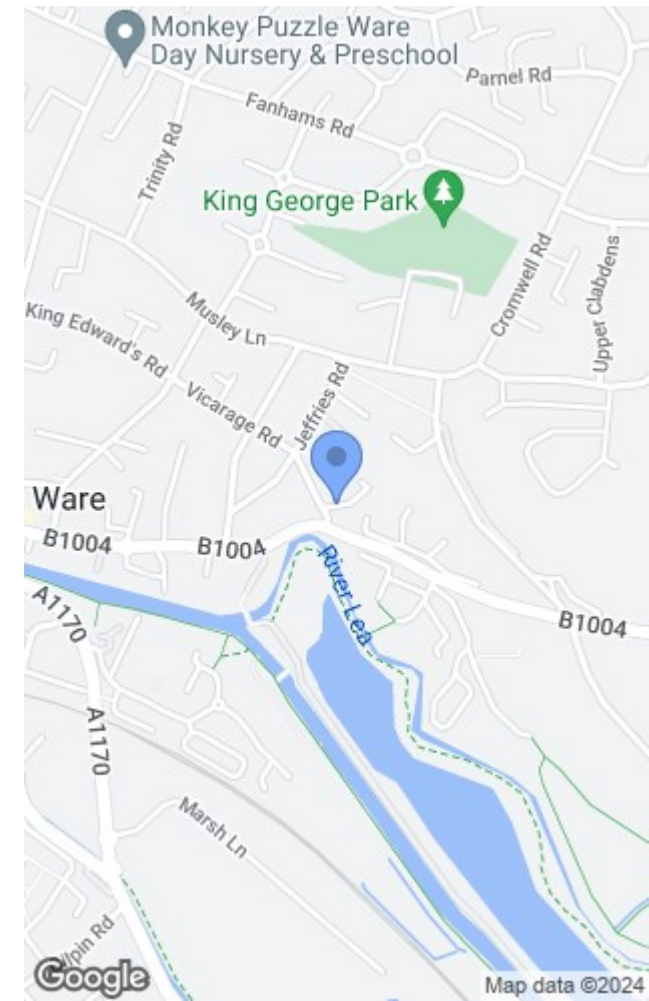 Monkey Puzzle Ware
Day Nursery & Preschool
Parnel Rd
Fanhams Rd
Trinity Rd
King George Park
Cromwell Rd
Upper Clabdens
Musley Ln
King Edward's Rd
Vicarage Rd
Jeffries Rd
Ware
B1004
B1004
River Lea
B1004
A1170
A1170
Marsh Ln
Rd
Google
Map data ©2024